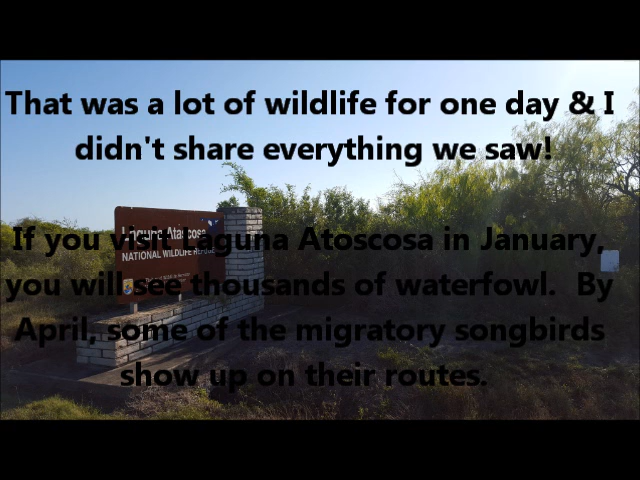 That was a lot of wildlife for one day & I
didn't share everything we saw!
If you visit Laguna Atoscosa in January,
you will see thousands of waterfowl. By
April, some of the migratory songbirds
show up on their routes.
Laguna Atascosa
NATIONAL WILDLIFE REFUGE